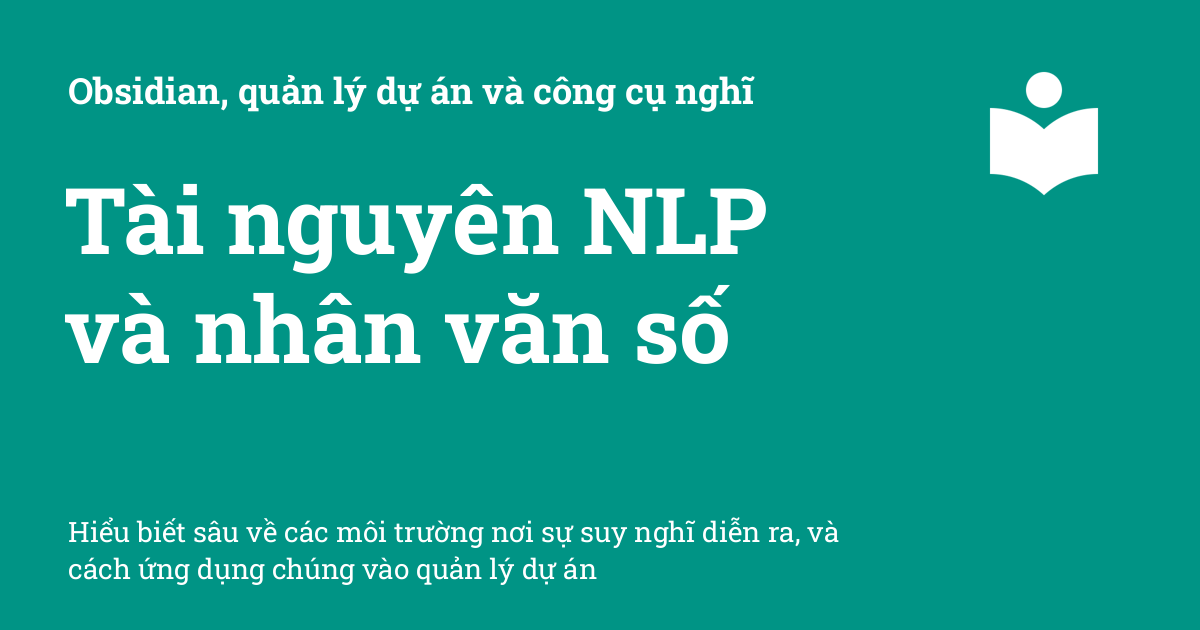 Obsidian, quản lý dự án và công cụ nghĩ
Tài nguyên NLP
và nhân văn số
Hiểu biết sâu về các môi trường nơi sự suy nghĩ diễn ra, và
cách ứng dụng chúng vào quản lý dự án